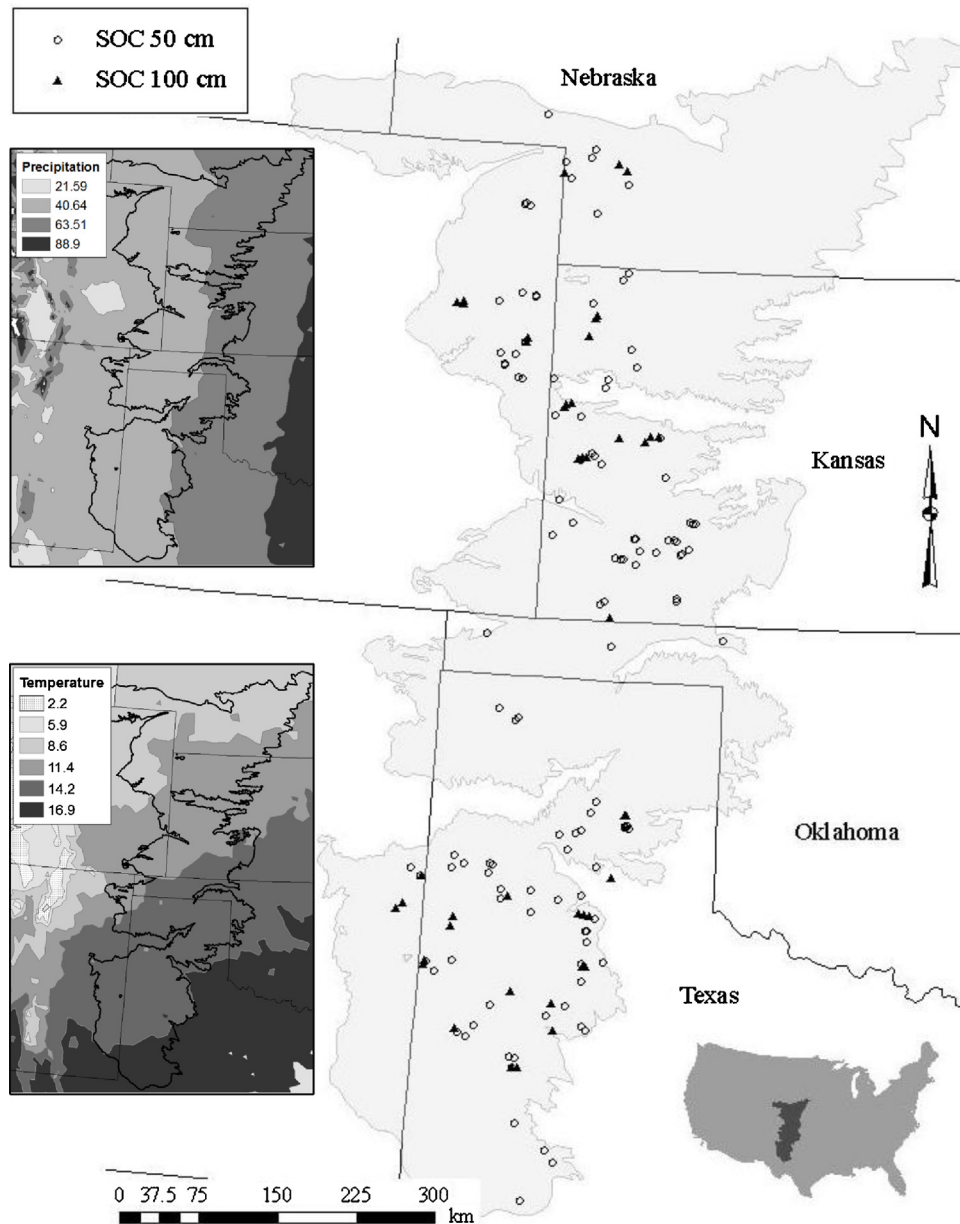 SOC 50 cm
SOC 100 cm
Nebraska
Precipitation
21.59
40.64
63.51
88.9
N
Kansas
Temperature
2.2
5.9
8.6
11.4
14.2
16.9
Oklahoma
Texas
0 37.5 75 150 225 300
km